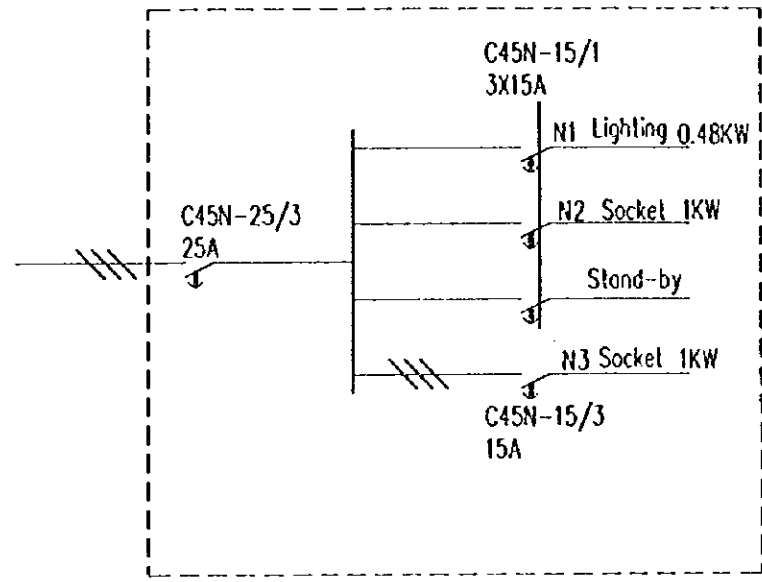 C45N-15/1
3X15A
N1 Lighting 0.48KW
C45N-25/3
25A
N2 Socket 1KW
Stand-by
N3 Socket 1KW
C45N-15/3
15A